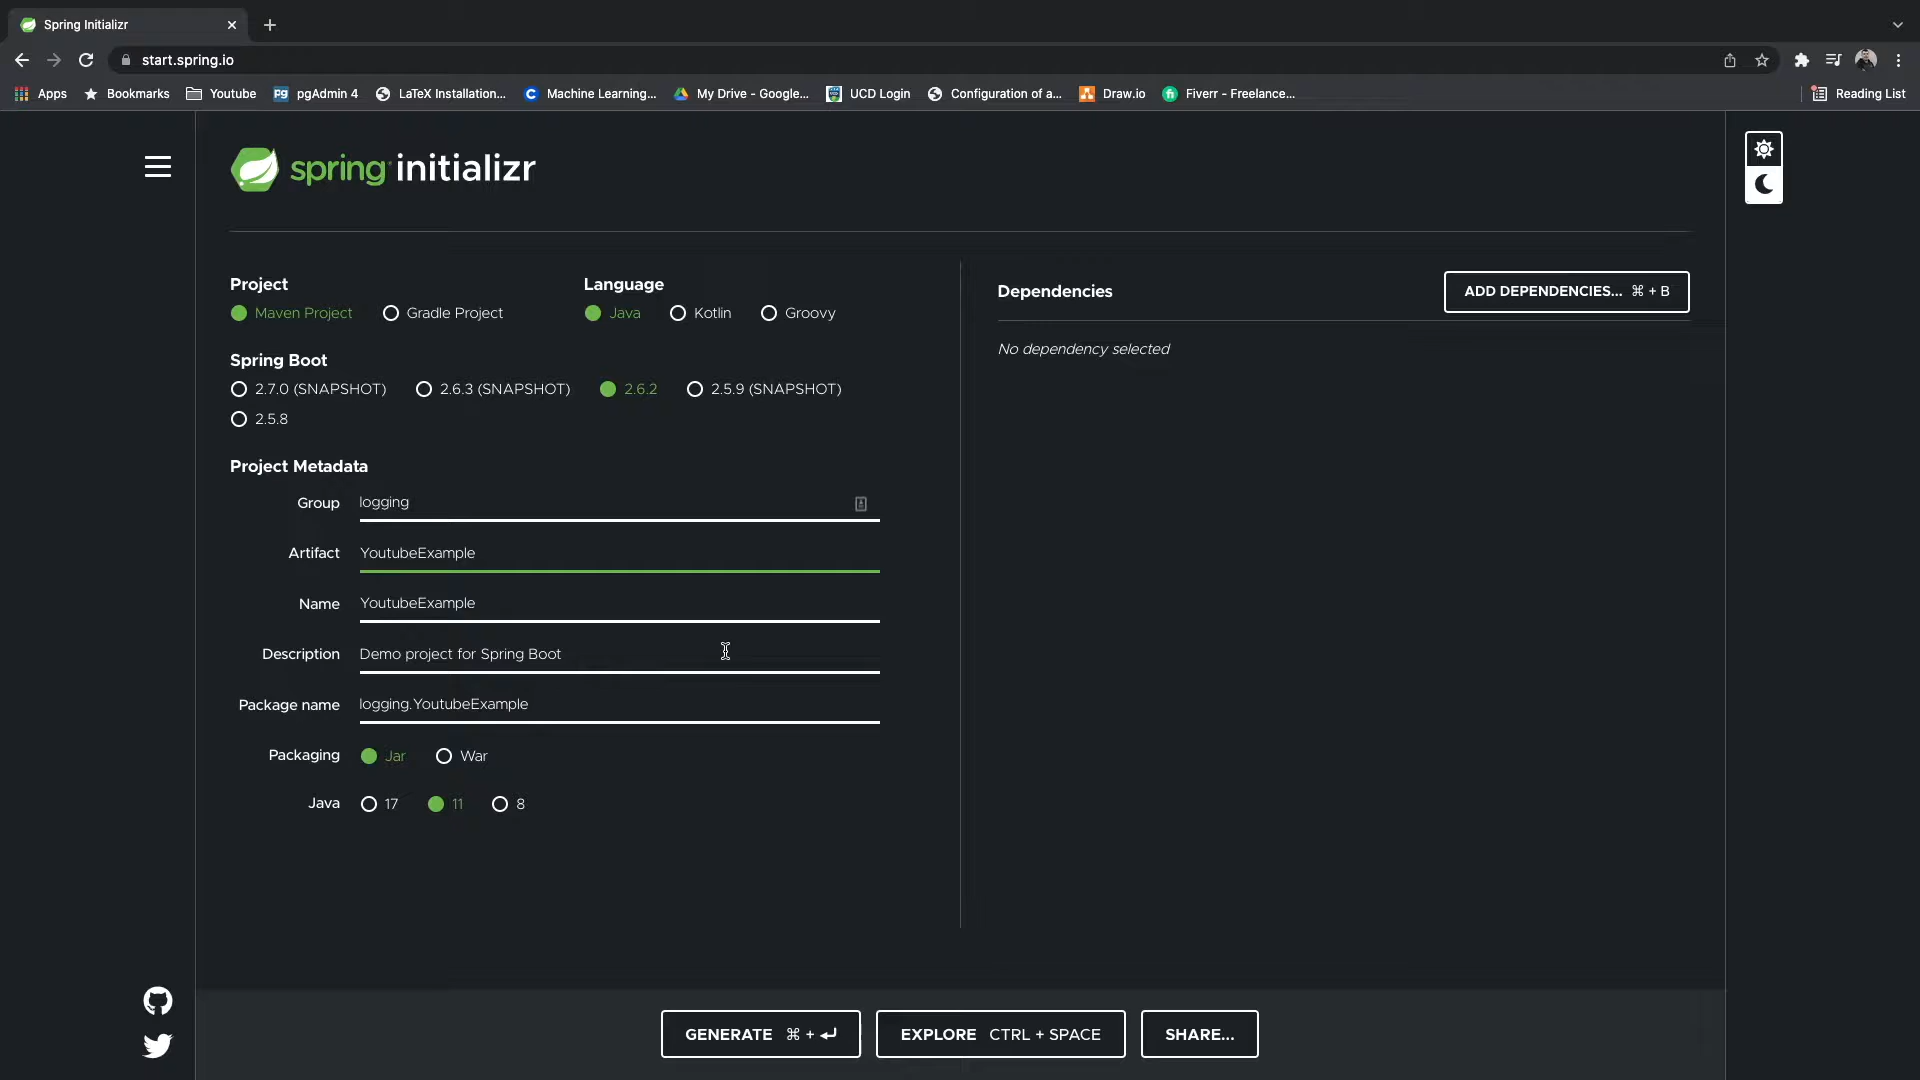 Spring Initializr
start.spring.io
Apps Bookmarks Youtube pgAdmin 4 LaTeX Installation... Machine Learning... My Drive - Google... UCD Login Configuration of a... Draw.io Fiverr - Freelance... Reading List
spring initializr
Project
Maven Project Gradle Project
Language
Java Kotlin Groovy
Spring Boot
2.7.0 (SNAPSHOT) 2.6.3 (SNAPSHOT) 2.6.2 2.5.9 (SNAPSHOT)
2.5.8
Project Metadata
Group logging
Artifact YoutubeExample
Name YoutubeExample
Description Demo project for Spring Boot
Package name logging.YoutubeExample
Packaging Jar War
Java 17 11 8
Dependencies
ADD DEPENDENCIES... ⌘ + B
No dependency selected
GENERATE ⌘ + ↵
EXPLORE CTRL + SPACE
SHARE...